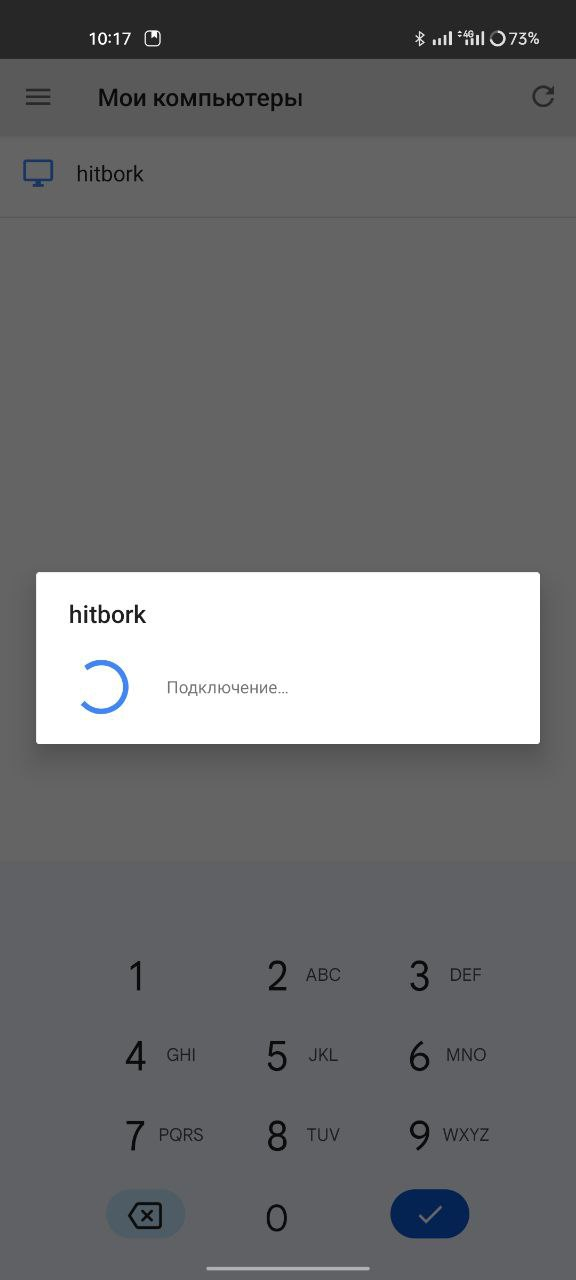 10:17 4G 73%
Мои компьютеры
hitbork
hitbork
Подключение...
1 2 ABC 3 DEF
4 GHI 5 JKL 6 MNO
7 PQRS 8 TUV 9 WXYZ
0